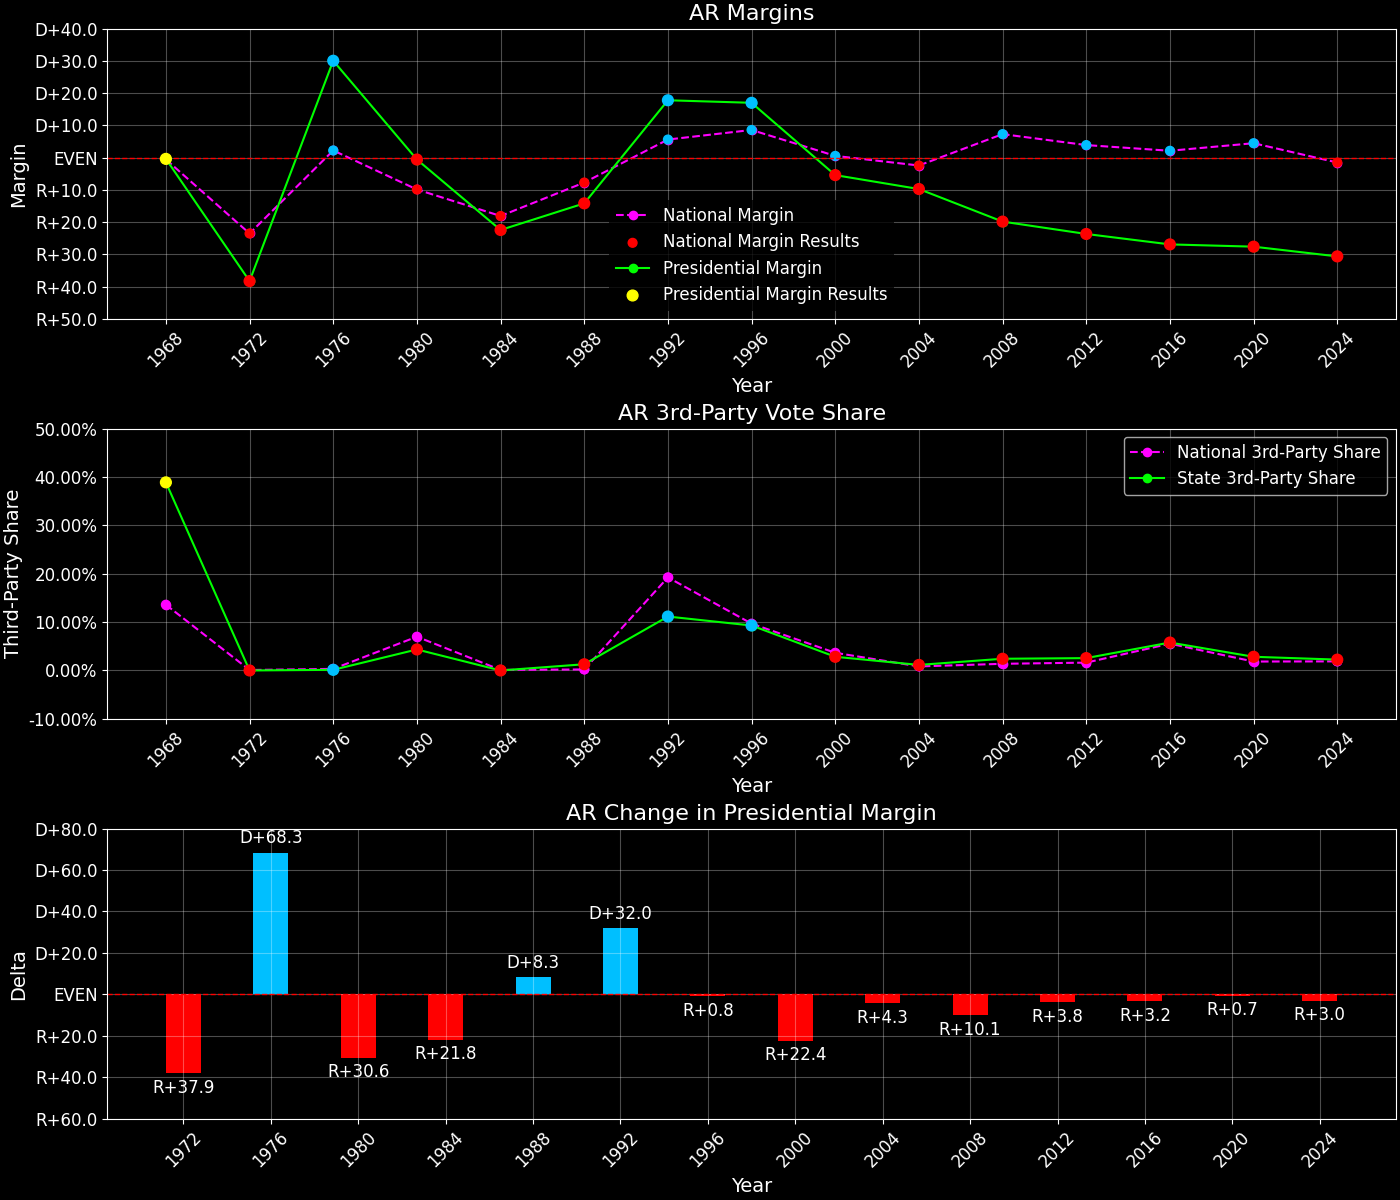 AR Margins
D+40.0
D+30.0
D+20.0
D+10.0
EVEN
R+10.0
R+20.0
R+30.0
R+40.0
R+50.0
Margin
National Margin
National Margin Results
Presidential Margin
Presidential Margin Results
1968 1972 1976 1980 1984 1988 1992 1996 2000 2004 2008 2012 2016 2020 2024
Year
AR 3rd-Party Vote Share
50.00%
40.00%
30.00%
20.00%
10.00%
0.00%
-10.00%
Third-Party Share
National 3rd-Party Share
State 3rd-Party Share
1968 1972 1976 1980 1984 1988 1992 1996 2000 2004 2008 2012 2016 2020 2024
Year
AR Change in Presidential Margin
D+80.0
D+60.0
D+40.0
D+20.0
EVEN
R+20.0
R+40.0
R+60.0
Delta
R+37.9
D+68.3
R+30.6
R+21.8
D+8.3
D+32.0
R+0.8
R+22.4
R+4.3
R+10.1
R+3.8
R+3.2
R+0.7
R+3.0
1972 1976 1980 1984 1988 1992 1996 2000 2004 2008 2012 2016 2020 2024
Year